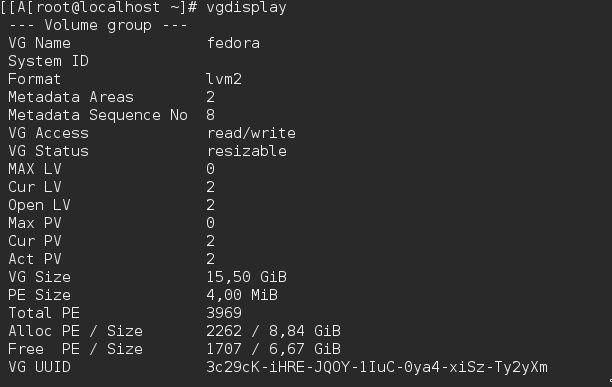 [[A[root@localhost ~]# vgdisplay
--- Volume group ---
VG Name fedora
System ID
Format lvm2
Metadata Areas 2
Metadata Sequence No 8
VG Access read/write
VG Status resizable
MAX LV 0
Cur LV 2
Open LV 2
Max PV 0
Cur PV 2
Act PV 2
VG Size 15,50 GiB
PE Size 4,00 MiB
Total PE 3969
Alloc PE / Size 2262 / 8,84 GiB
Free  PE / Size 1707 / 6,67 GiB
VG UUID 3c29cK-iHRE-JQOY-1IuC-0ya4-xiSz-Ty2yXm